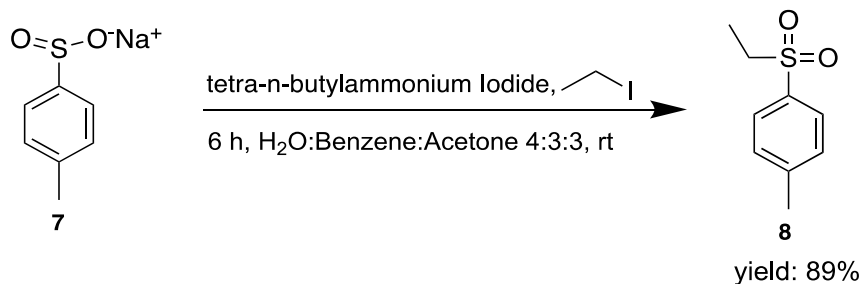 O
S
O⁻Na⁺
7
tetra-n-butylammonium Iodide,
I
6 h, H₂O:Benzene:Acetone 4:3:3, rt
O
S
O
8
yield: 89%